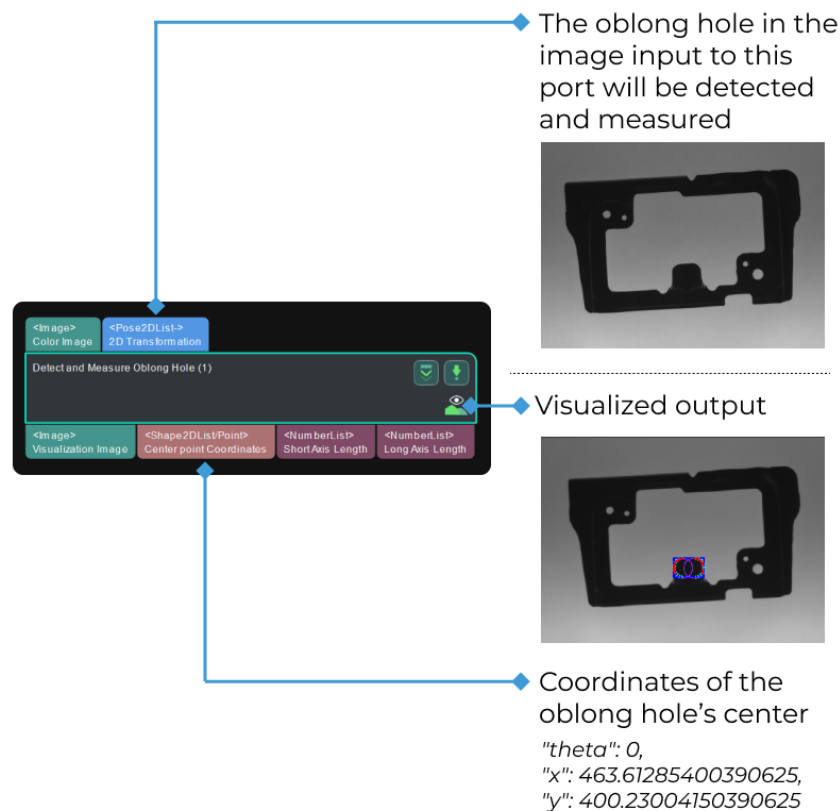 The oblong hole in the
image input to this
port will be detected
and measured
<Image>
Color Image
<Pose2DList->
2D Transformation
Detect and Measure Oblong Hole (1)
Visualized output
<Image>
Visualization Image
<Shape2DList/Point>
Center point Coordinates
<NumberList>
Short Axis Length
<NumberList>
Long Axis Length
Coordinates of the
oblong hole’s center
"theta": 0,
"x": 463.61285400390625,
"y": 400.23004150390625